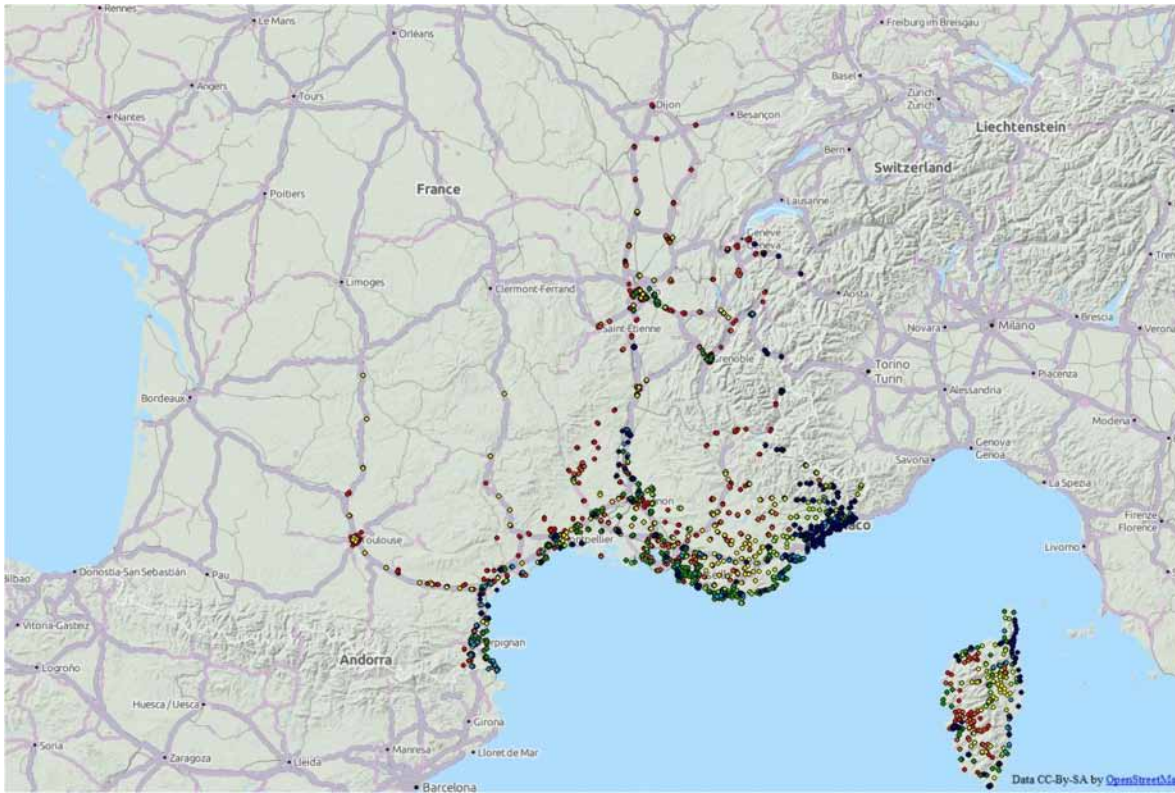 Rennes
Le Mans
Orléans
Freiburg im Breisgau
Angers
Tours
Basel
Zürich
Zürich
Dijon
Besançon
Nantes
Liechtenstein
Bern
Switzerland
France
Poitiers
Lausanne
Genève
Geneva
Limoges
Clermont-Ferrand
Aosta
Tren
Brescia
Milano
Novara
Verona
Saint-Étienne
Grenoble
Torino
Turin
Piacenza
Bordeaux
Alessandria
Modena
Genova
Genoa
Savona
La Spezia
Toulouse
Firenze
Florence
Livorno
Bilbao
Donostia-San Sebastián
Pau
Vitoria-Gasteiz
Andorra
Logroño
Huesca / Uesca
Girona
Soria
Manresa
Lloret de Mar
Zaragoza
Lleida
Barcelona
Data CC-By-SA by OpenStreetMa